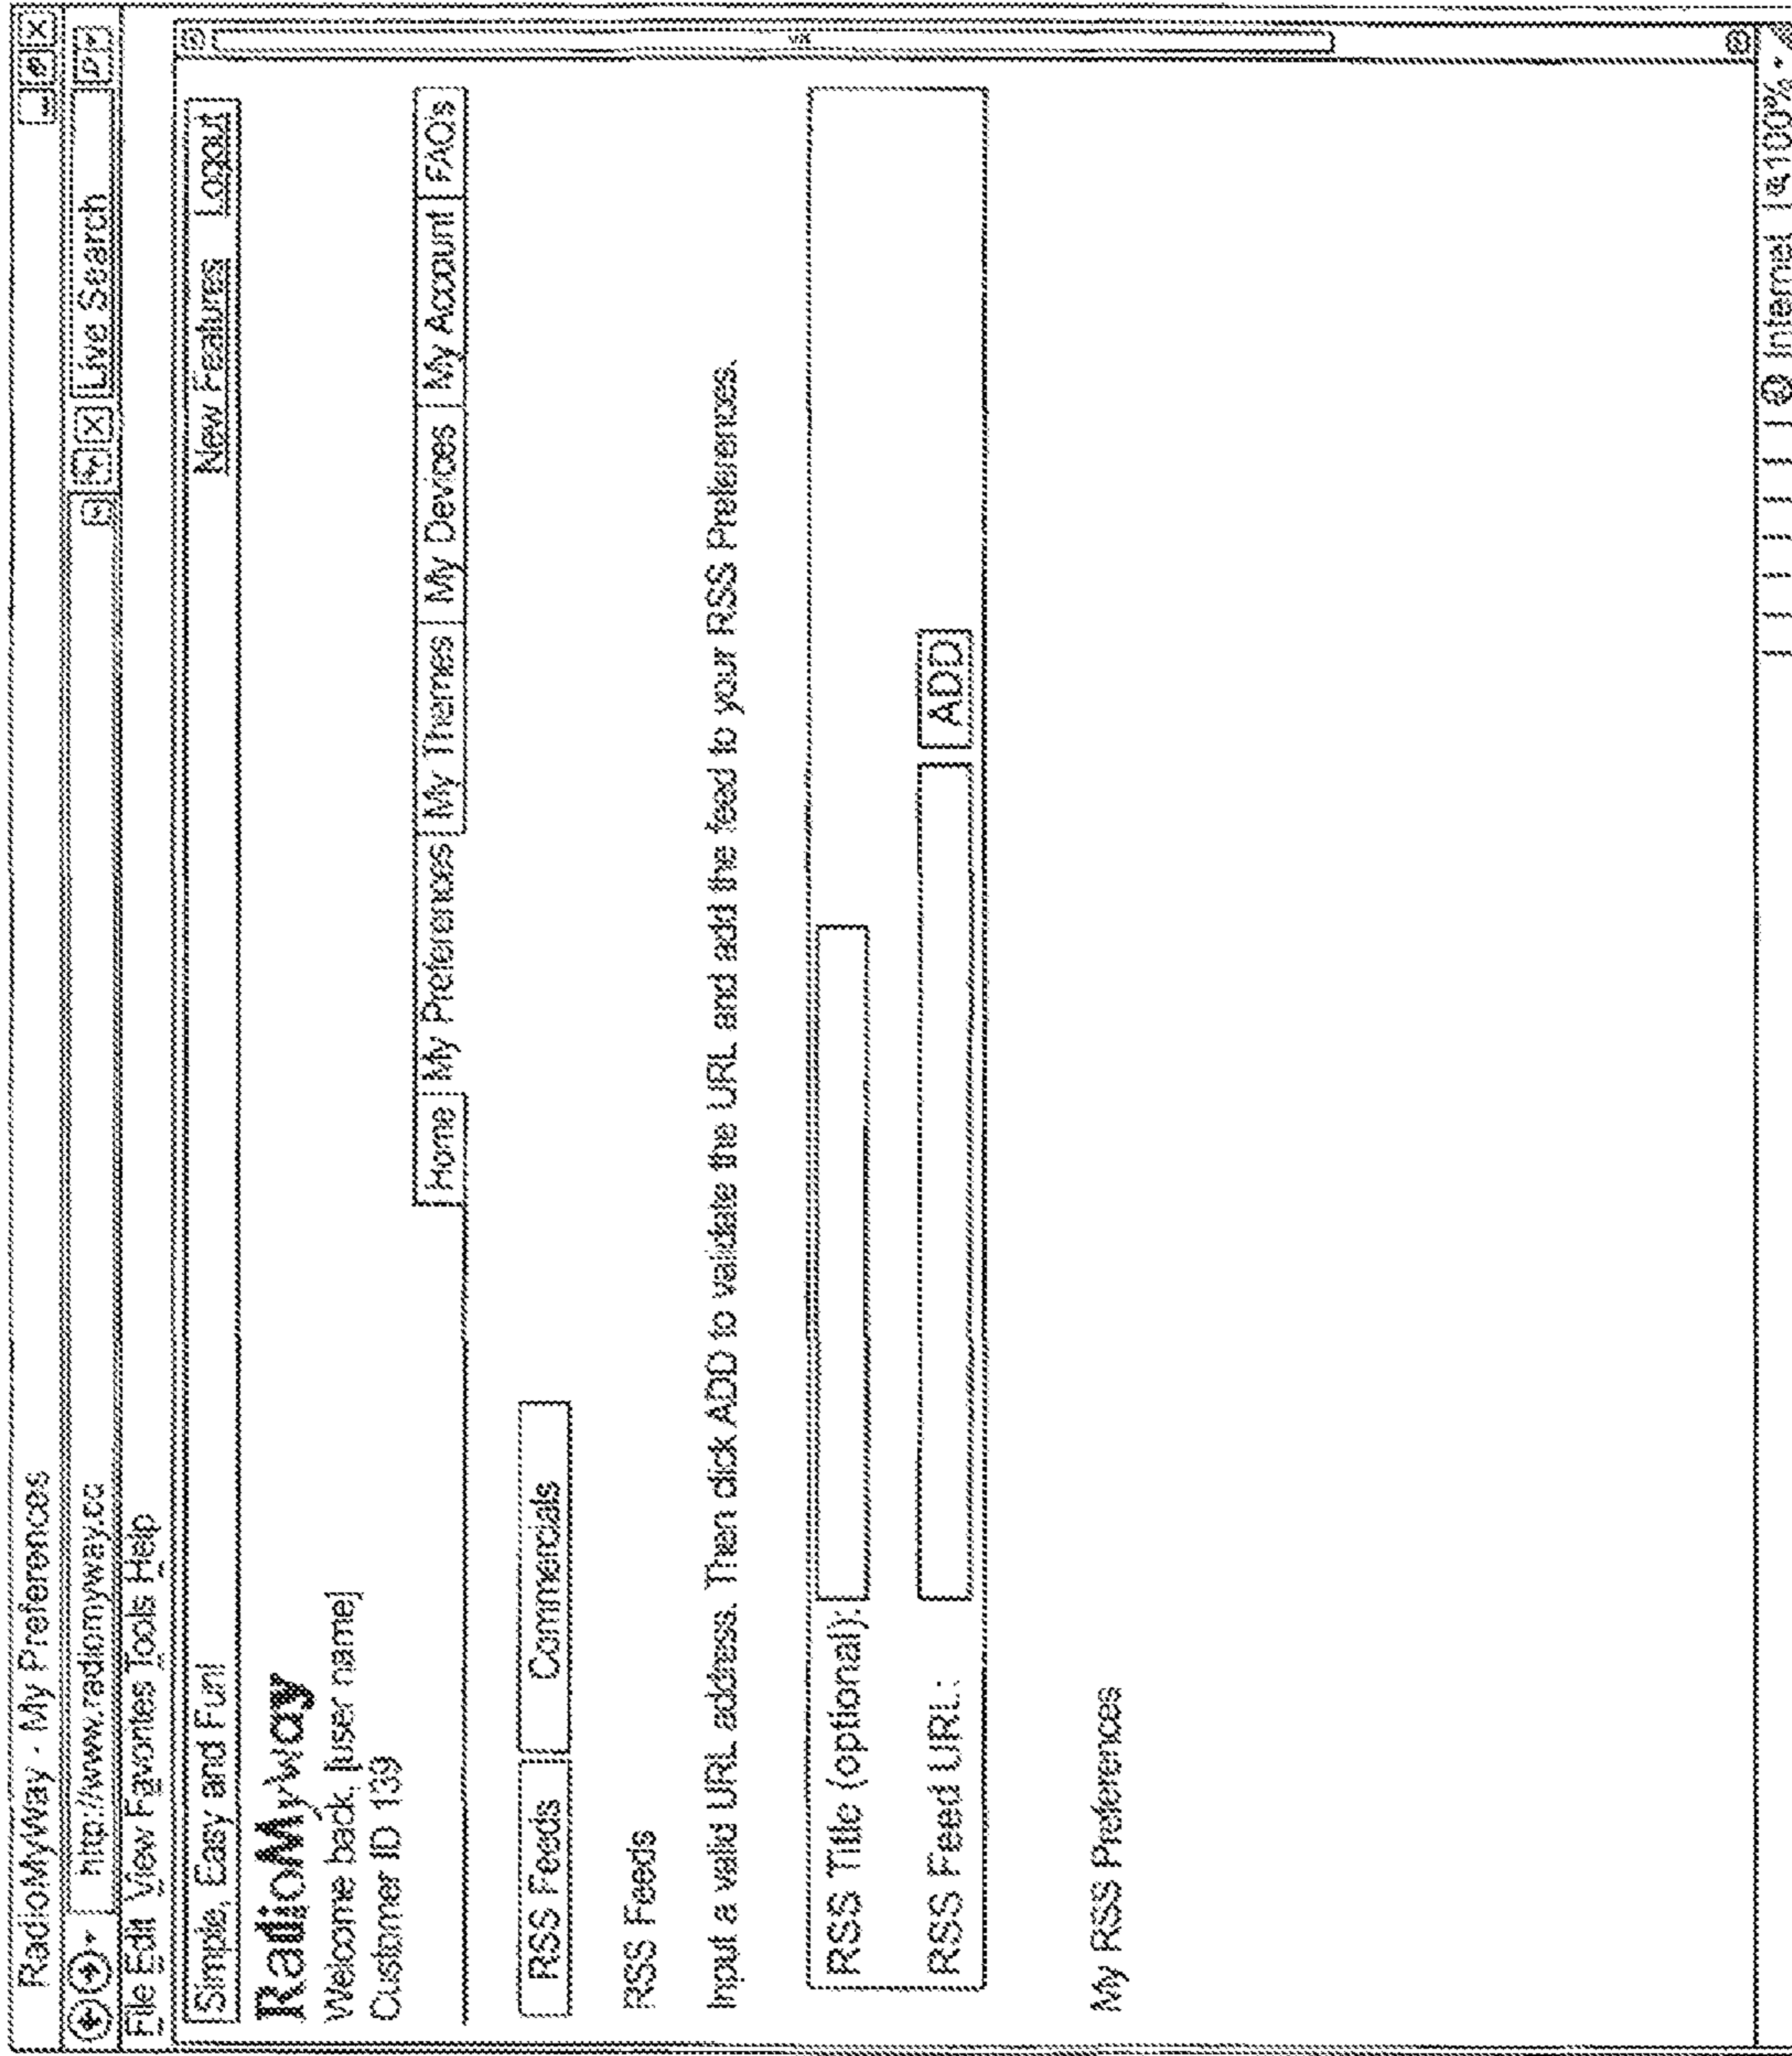 RadioMyWay - My Preferences
http://www.radiomyway.co
Live Search
File Edit View Favorites Tools Help
Simple, Easy and Fun! New Features Logout
RadioMyway
Welcome back, [user name]
Customer ID 139
Home My Preferences My Themes My Devices My Account FAQ's
RSS Feeds Commercials
RSS Feeds
Input a valid URL address. Then click ADD to validate the URL and add the feed to your RSS Preferences.
RSS Title (optional):
RSS Feed URL: ADD
My RSS Preferences
Internet 100%